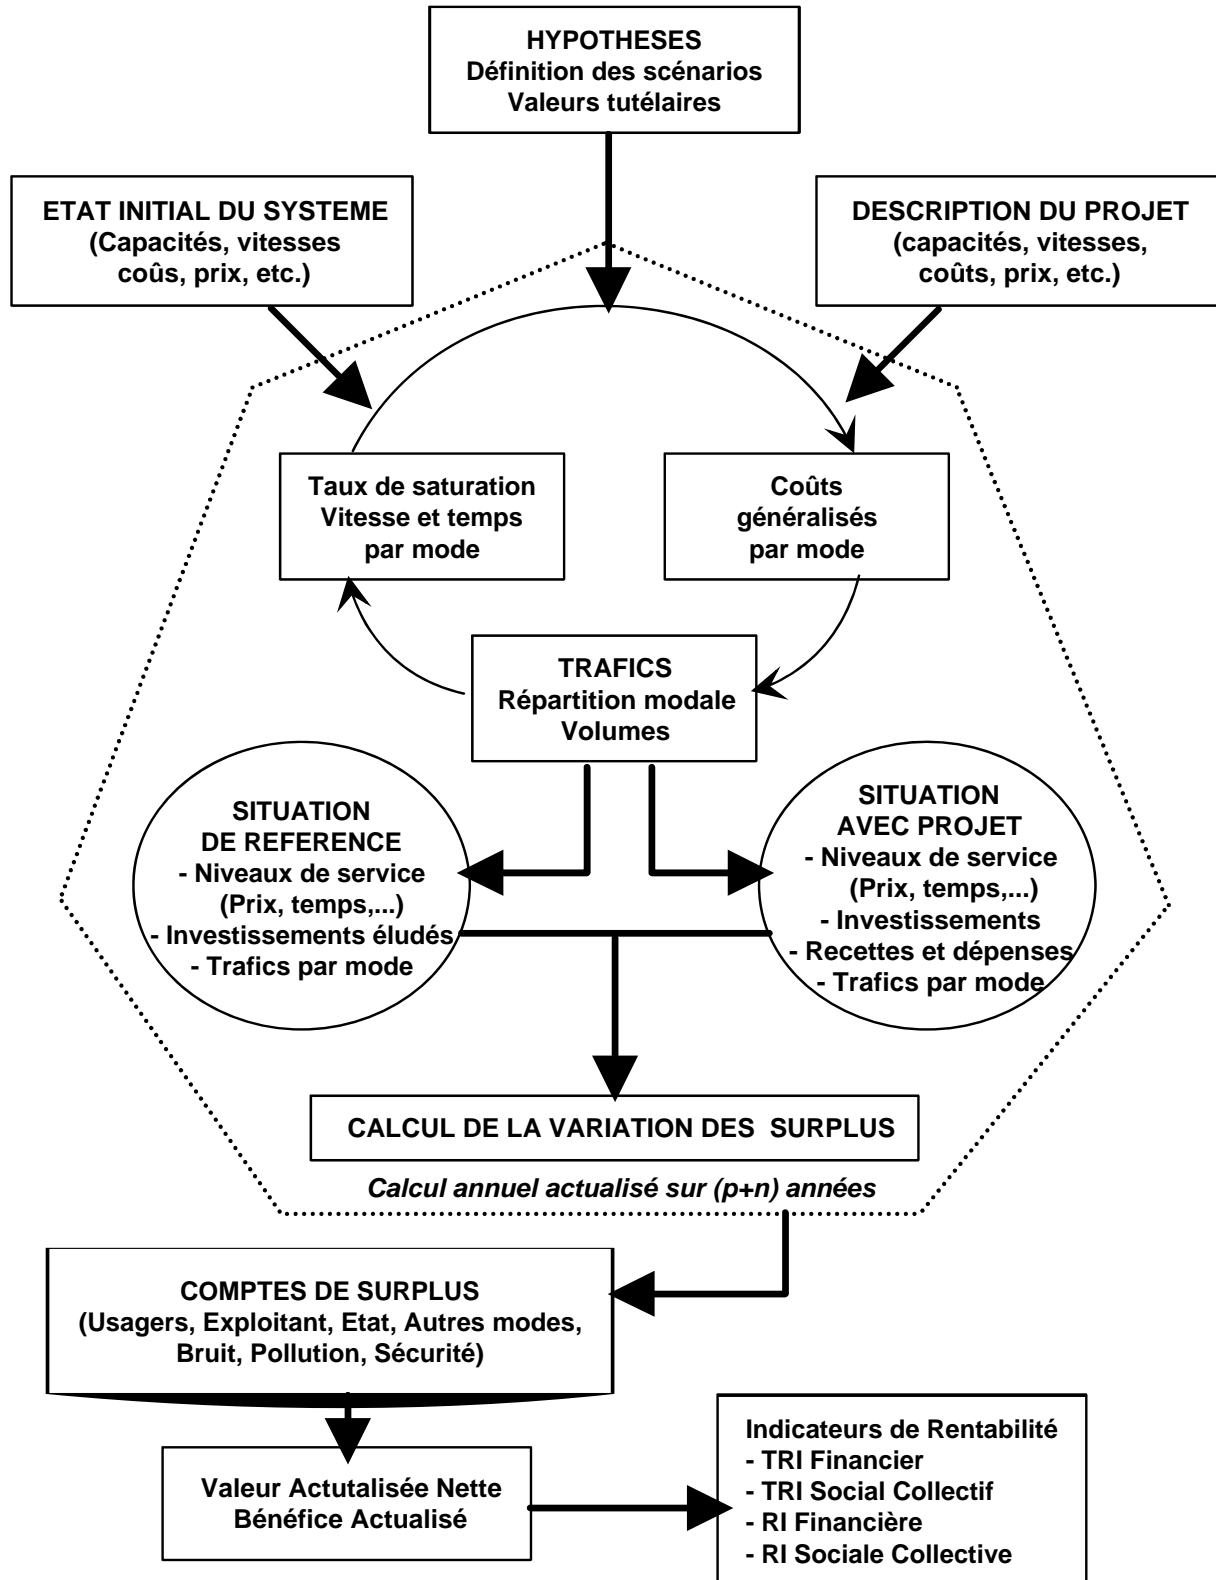 HYPOTHESES
Définition des scénarios
Valeurs tutélaires
ETAT INITIAL DU SYSTEME
(Capacités, vitesses
coûs, prix, etc.)
DESCRIPTION DU PROJET
(capacités, vitesses,
coûts, prix, etc.)
Taux de saturation
Vitesse et temps
par mode
Coûts
généralisés
par mode
TRAFICS
Répartition modale
Volumes
SITUATION
DE REFERENCE
- Niveaux de service
(Prix, temps,...)
- Investissements éludés
- Trafics par mode
SITUATION
AVEC PROJET
- Niveaux de service
(Prix, temps,...)
- Investissements
- Recettes et dépenses
- Trafics par mode
CALCUL DE LA VARIATION DES SURPLUS
Calcul annuel actualisé sur (p+n) années
COMPTES DE SURPLUS
(Usagers, Exploitant, Etat, Autres modes,
Bruit, Pollution, Sécurité)
Valeur Actutalisée Nette
Bénéfice Actualisé
Indicateurs de Rentabilité
- TRI Financier
- TRI Social Collectif
- RI Financière
- RI Sociale Collective